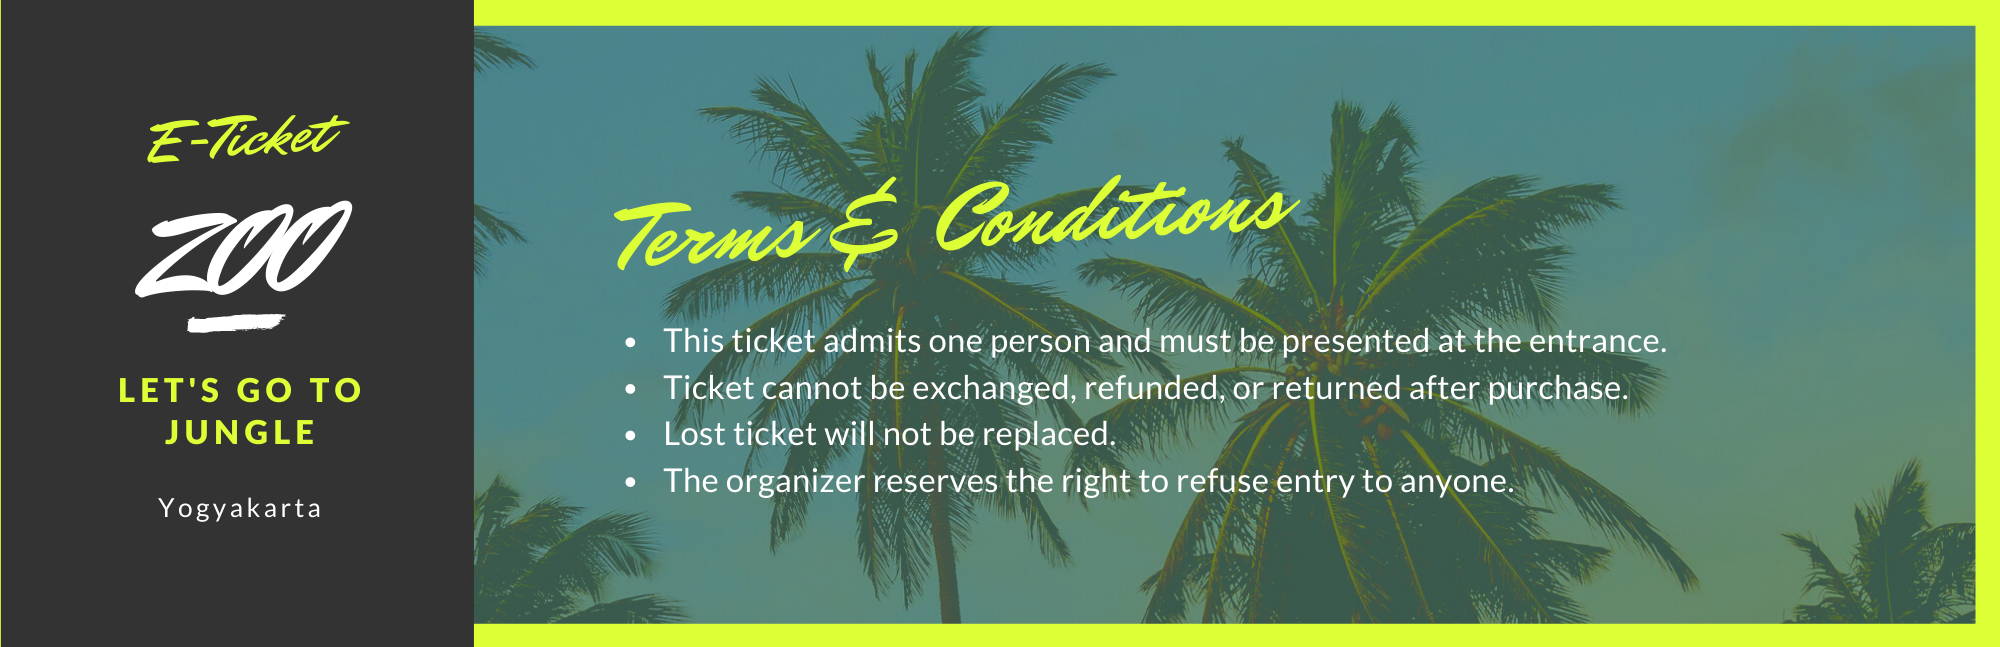 E-Ticket
ZOO
LET'S GO TO
JUNGLE
Yogyakarta
Terms & Conditions
• This ticket admits one person and must be presented at the entrance.
• Ticket cannot be exchanged, refunded, or returned after purchase.
• Lost ticket will not be replaced.
• The organizer reserves the right to refuse entry to anyone.